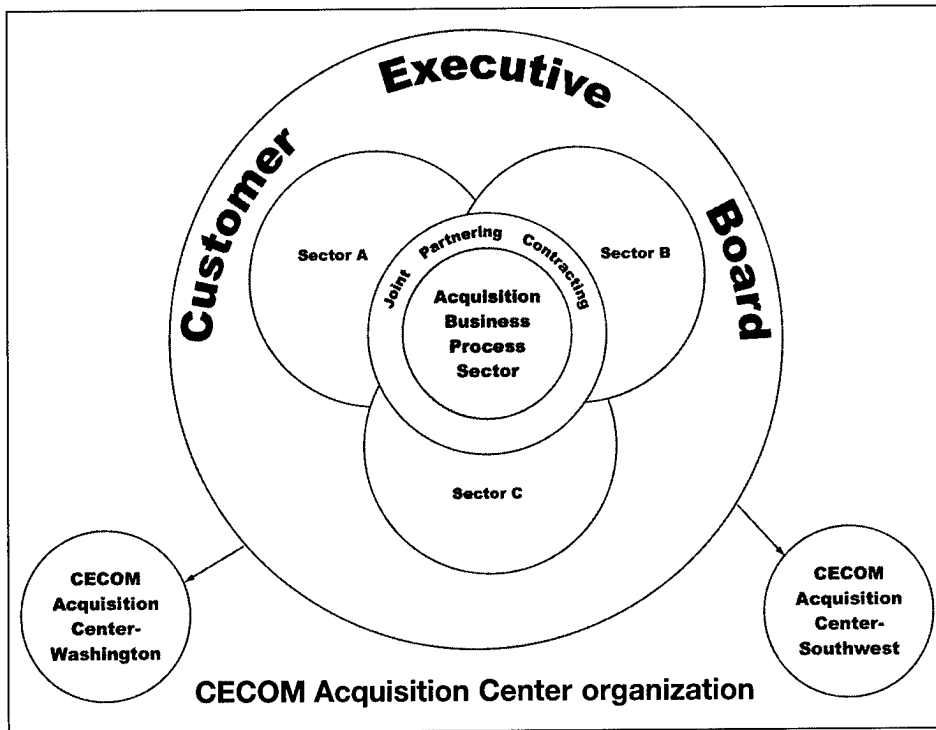 Customer Executive Board
Sector A
Sector B
Joint Partnering Contracting
Acquisition
Business
Process
Sector
Sector C
CECOM
Acquisition
Center-
Washington
CECOM
Acquisition
Center-
Southwest
CECOM Acquisition Center organization